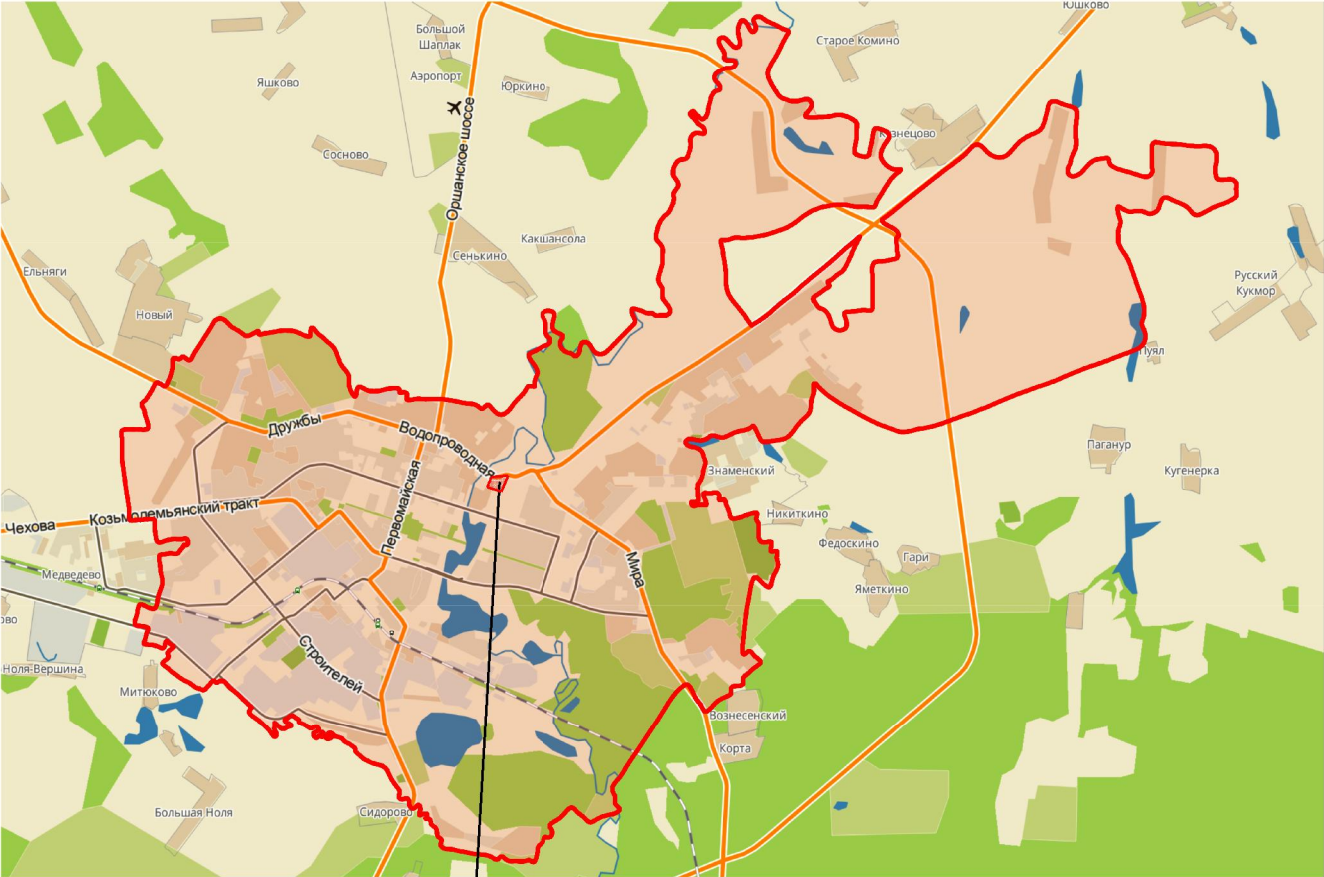 Юшково
Большой
Шаплак
Старое Комино
Аэропорт
Яшково
Юркино
Оршанское шоссе
Сосново
Какшансола
Сенькино
Ельняги
Новый
Русский
Кукмор
Дружбы
Водопроводная
Паганур
Знаменский
Кугенерка
Первомайская
Козьмодемьянский тракт
Чехова
Никиткино
Федоскино
Гари
Мира
Медведево
Яметкино
Строителей
Ноля-Вершина
Митюково
Вознесенский
Корта
Большая Ноля
Сидорово